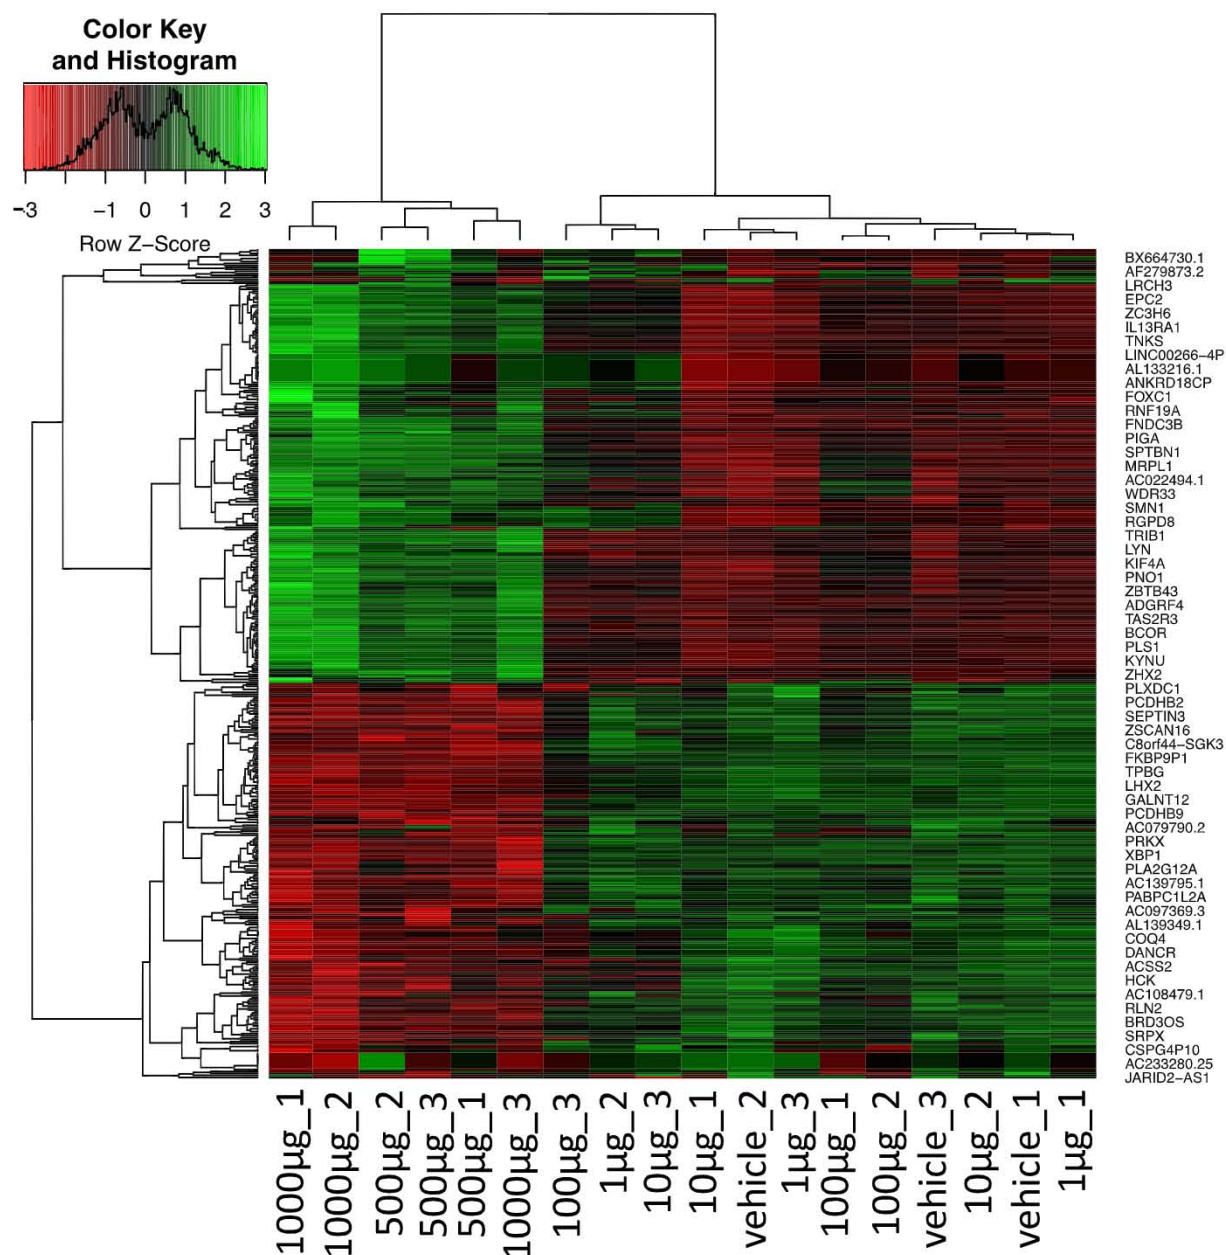 Color Key
and Histogram
−3 −1 0 1 2 3
Row Z−Score
BX664730.1
AF279873.2
LRCH3
EPC2
ZC3H6
IL13RA1
TNKS
LINC00266−4P
AL133216.1
ANKRD18CP
FOXC1
RNF19A
FNDC3B
PIGA
SPTBN1
MRPL1
AC022494.1
WDR33
SMN1
RGPD8
TRIB1
LYN
KIF4A
PNO1
ZBTB43
ADGRF4
TAS2R3
BCOR
PLS1
KYNU
ZHX2
PLXDC1
PCDHB2
SEPTIN3
ZSCAN16
C8orf44−SGK3
FKBP9P1
TPBG
LHX2
GALNT12
PCDHB9
AC079790.2
PRKX
XBP1
PLA2G12A
AC139795.1
PABPC1L2A
AC097369.3
AL139349.1
COQ4
DANCR
ACSS2
HCK
AC108479.1
RLN2
BRD3OS
SRPX
CSPG4P10
AC233280.25
JARID2−AS1
1000µg_1
1000µg_2
500µg_2
500µg_3
500µg_1
1000µg_3
100µg_3
1µg_2
10µg_3
10µg_1
vehicle_2
1µg_3
100µg_1
100µg_2
vehicle_3
10µg_2
vehicle_1
1µg_1